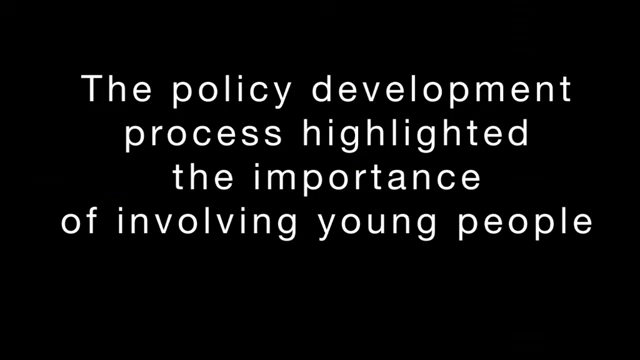 The policy development
process highlighted
the importance
of involving young people